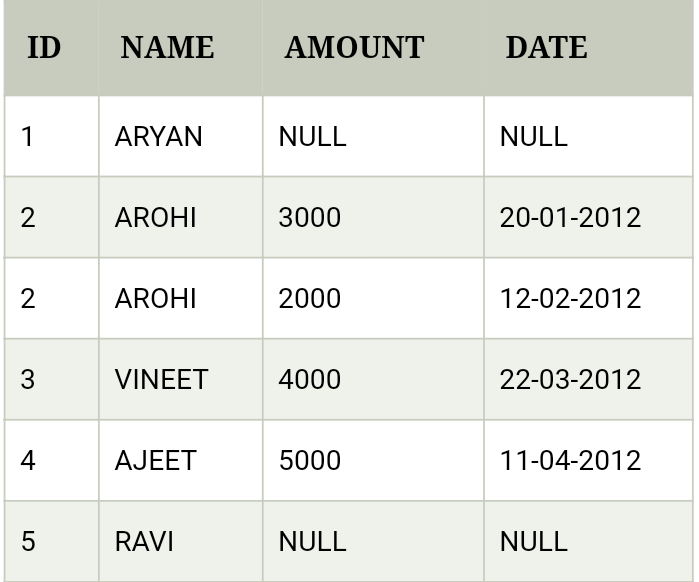 ID NAME AMOUNT DATE
1 ARYAN NULL NULL
2 AROHI 3000 20-01-2012
2 AROHI 2000 12-02-2012
3 VINEET 4000 22-03-2012
4 AJEET 5000 11-04-2012
5 RAVI NULL NULL